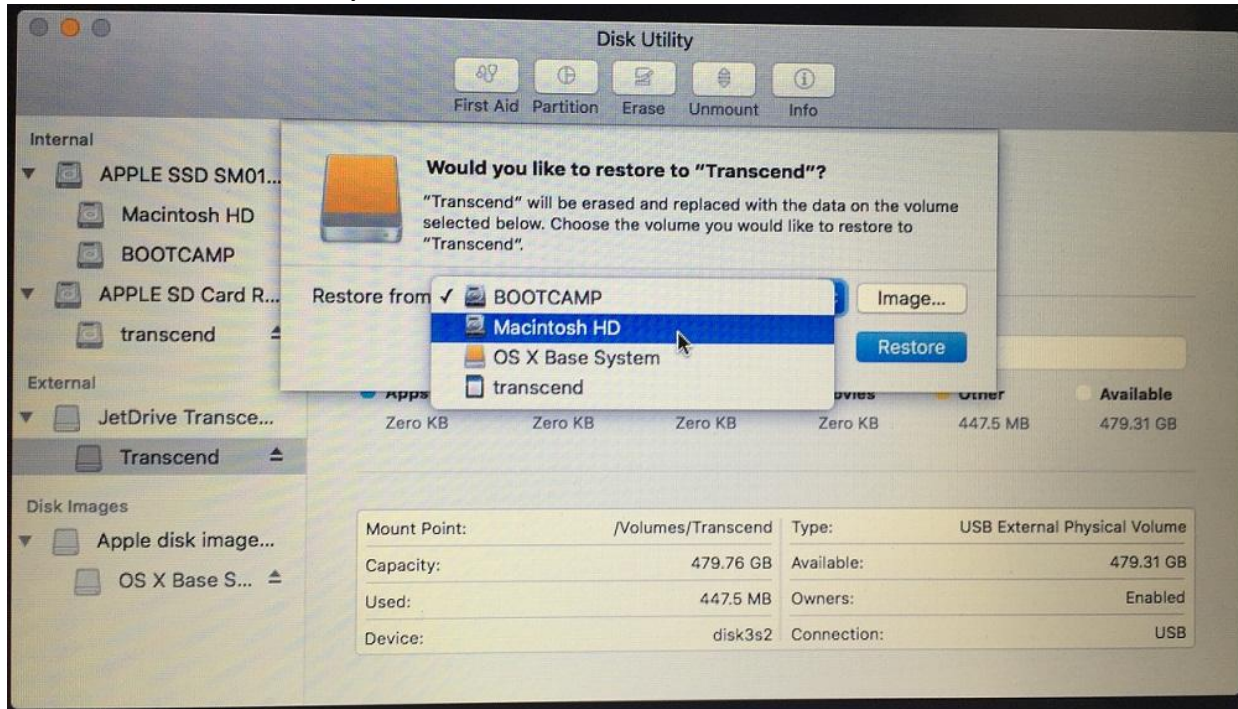 Disk Utility
First Aid Partition Erase Unmount Info
Internal
APPLE SSD SM01...
Macintosh HD
BOOTCAMP
APPLE SD Card R...
transcend
External
JetDrive Transce...
Transcend
Disk Images
Apple disk image...
OS X Base S...
Would you like to restore to "Transcend"?
"Transcend" will be erased and replaced with the data on the volume
selected below. Choose the volume you would like to restore to
"Transcend".
Restore from ✓ BOOTCAMP Image...
Macintosh HD
OS X Base System
transcend
Restore
Apps Other Available
Zero KB Zero KB Zero KB Zero KB 447.5 MB 479.31 GB
Mount Point: /Volumes/Transcend Type: USB External Physical Volume
Capacity: 479.76 GB Available: 479.31 GB
Used: 447.5 MB Owners: Enabled
Device: disk3s2 Connection: USB